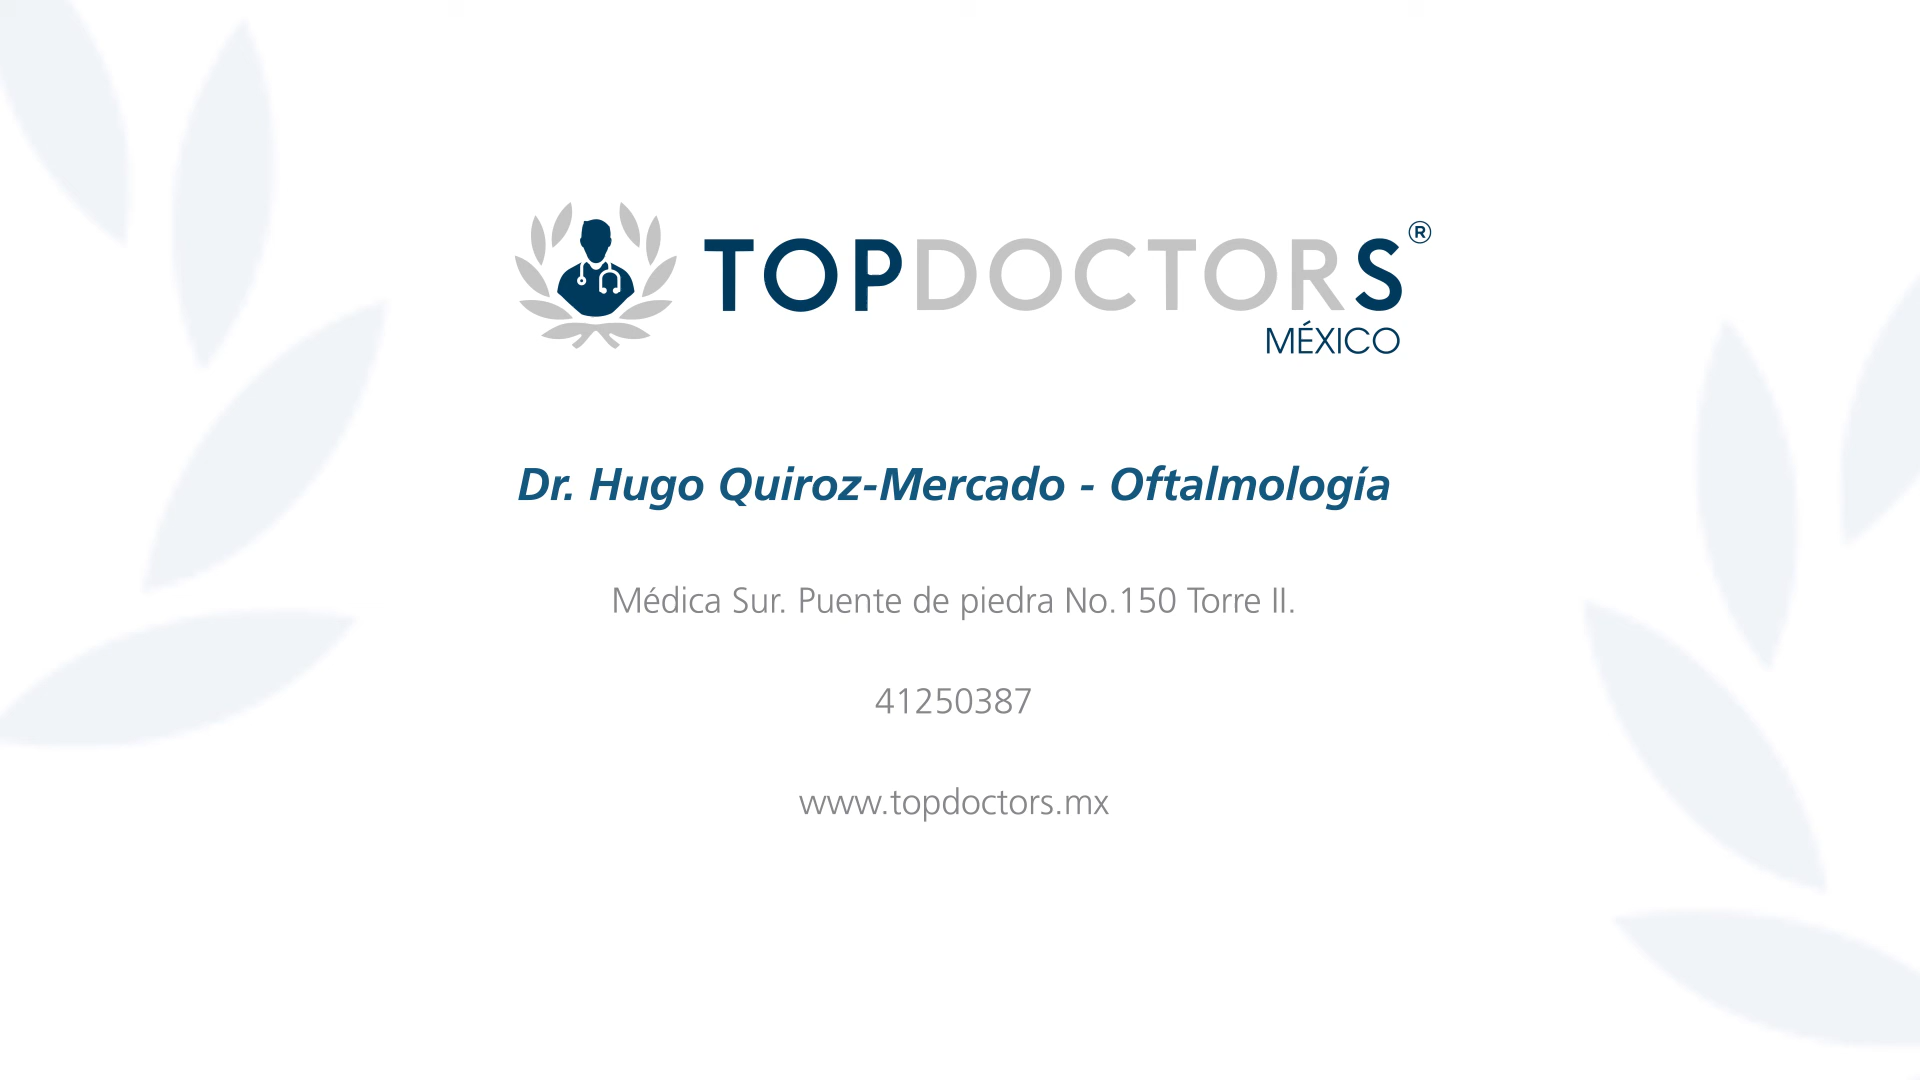 TOPDOCTORS®
MÉXICO
Dr. Hugo Quiroz-Mercado - Oftalmología
Médica Sur. Puente de piedra No.150 Torre II.
41250387
www.topdoctors.mx